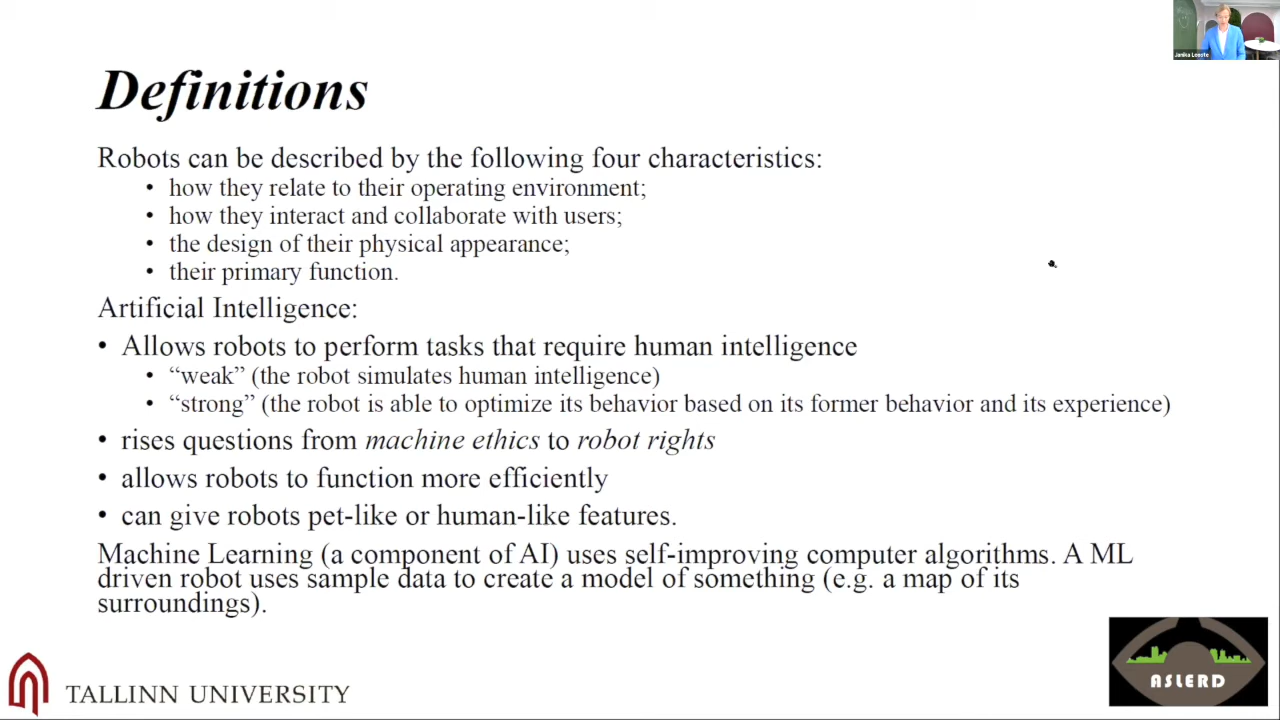 Janika Leoste
Definitions
Robots can be described by the following four characteristics:
• how they relate to their operating environment;
• how they interact and collaborate with users;
• the design of their physical appearance;
• their primary function.
Artificial Intelligence:
• Allows robots to perform tasks that require human intelligence
• “weak” (the robot simulates human intelligence)
• “strong” (the robot is able to optimize its behavior based on its former behavior and its experience)
• rises questions from machine ethics to robot rights
• allows robots to function more efficiently
• can give robots pet-like or human-like features.
Machine Learning (a component of AI) uses self-improving computer algorithms. A ML
driven robot uses sample data to create a model of something (e.g. a map of its
surroundings).
TALLINN UNIVERSITY
ASLERD